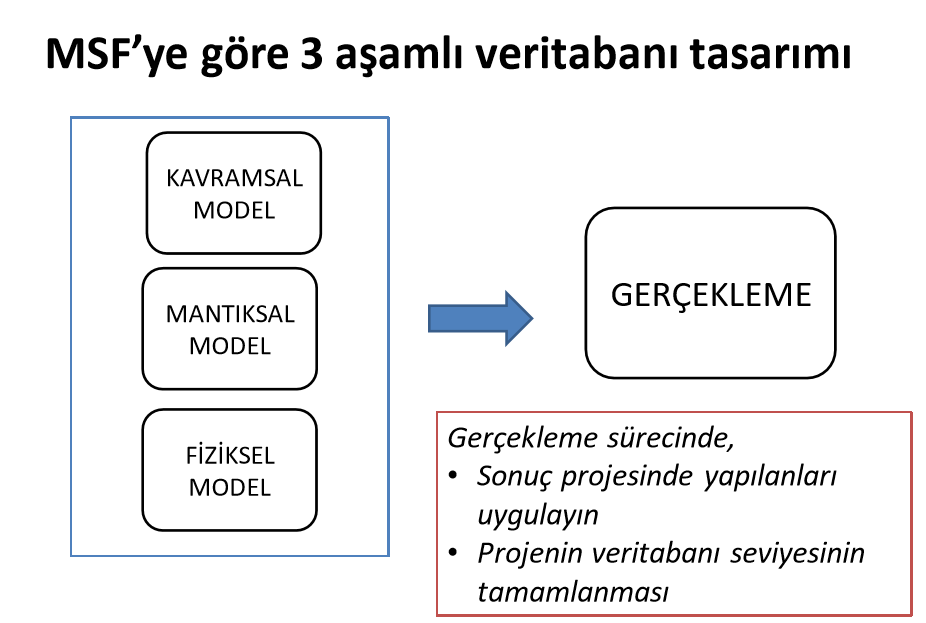 MSF’ye göre 3 aşamlı veritabanı tasarımı
KAVRAMSAL
MODEL
MANTIKSAL
MODEL
FİZİKSEL
MODEL
GERÇEKLEME
Gerçekleme sürecinde,
• Sonuç projesinde yapılanları
uygulayın
• Projenin veritabanı seviyesinin
tamamlanması